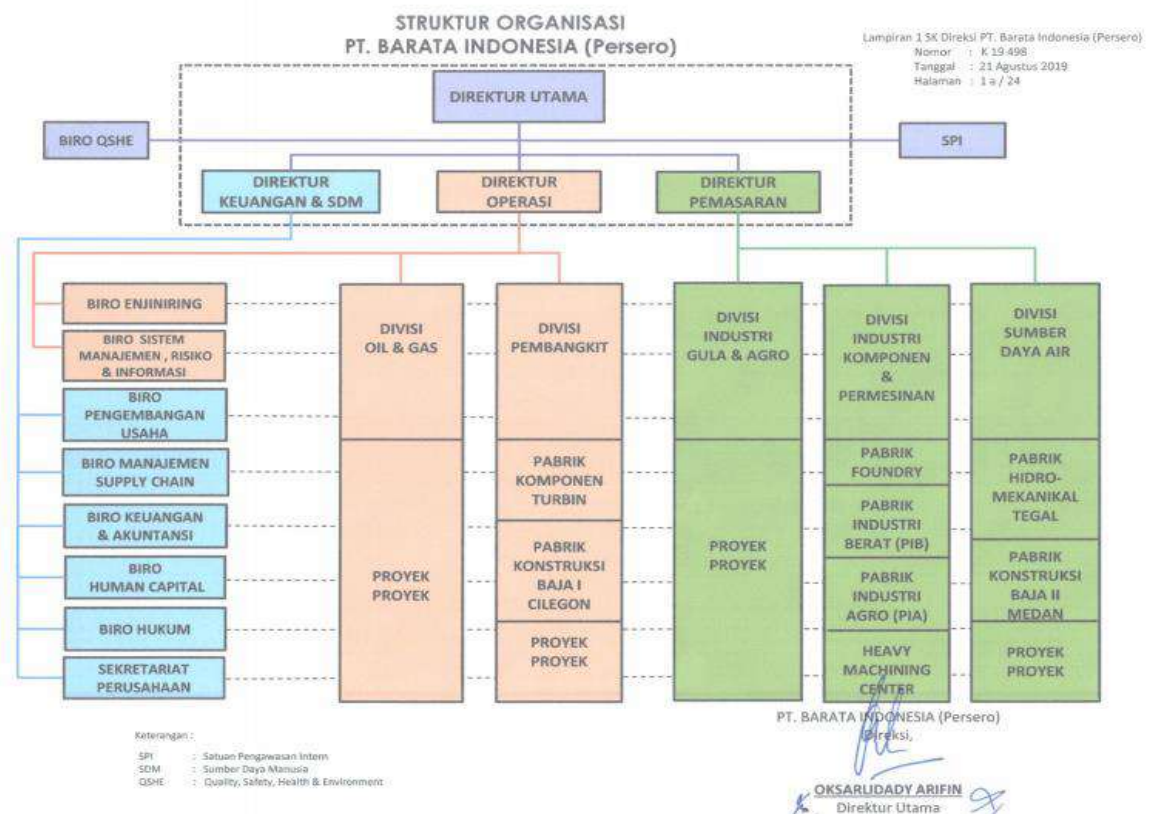 STRUKTUR ORGANISASI
PT. BARATA INDONESIA (Persero)
Lampiran 1 SK Direksi PT. Barata Indonesia (Persero)
Nomor : K 19 498
Tanggal : 21 Agustus 2019
Halaman : 1 a / 24
DIREKTUR UTAMA
BIRO QSHE
SPI
DIREKTUR
KEUANGAN & SDM
DIREKTUR
OPERASI
DIREKTUR
PEMASARAN
BIRO ENJINIRING
BIRO SISTEM
MANAJEMEN , RISIKO
& INFORMASI
BIRO
PENGEMBANGAN
USAHA
BIRO MANAJEMEN
SUPPLY CHAIN
BIRO KEUANGAN
& AKUNTANSI
BIRO
HUMAN CAPITAL
BIRO HUKUM
SEKRETARIAT
PERUSAHAAN
DIVISI
OIL & GAS
PROYEK
PROYEK
DIVISI
PEMBANGKIT
PABRIK
KOMPONEN
TURBIN
PABRIK
KONSTRUKSI
BAJA I
CILEGON
PROYEK
PROYEK
DIVISI
INDUSTRI
GULA & AGRO
PROYEK
PROYEK
DIVISI
INDUSTRI
KOMPONEN
&
PERMESINAN
PABRIK
FOUNDRY
PABRIK
INDUSTRI
BERAT (PIB)
PABRIK
INDUSTRI
AGRO (PIA)
HEAVY
MACHINING
CENTER
DIVISI
SUMBER
DAYA AIR
PABRIK
HIDRO-
MEKANIKAL
TEGAL
PABRIK
KONSTRUKSI
BAJA II
MEDAN
PROYEK
PROYEK
Keterangan :
SPI : Satuan Pengawasan Intern
SDM : Sumber Daya Manusia
QSHE : Quality, Safety, Health & Environment
PT. BARATA INDONESIA (Persero)
Direksi,
OKSARLIDADY ARIFIN
Direktur Utama